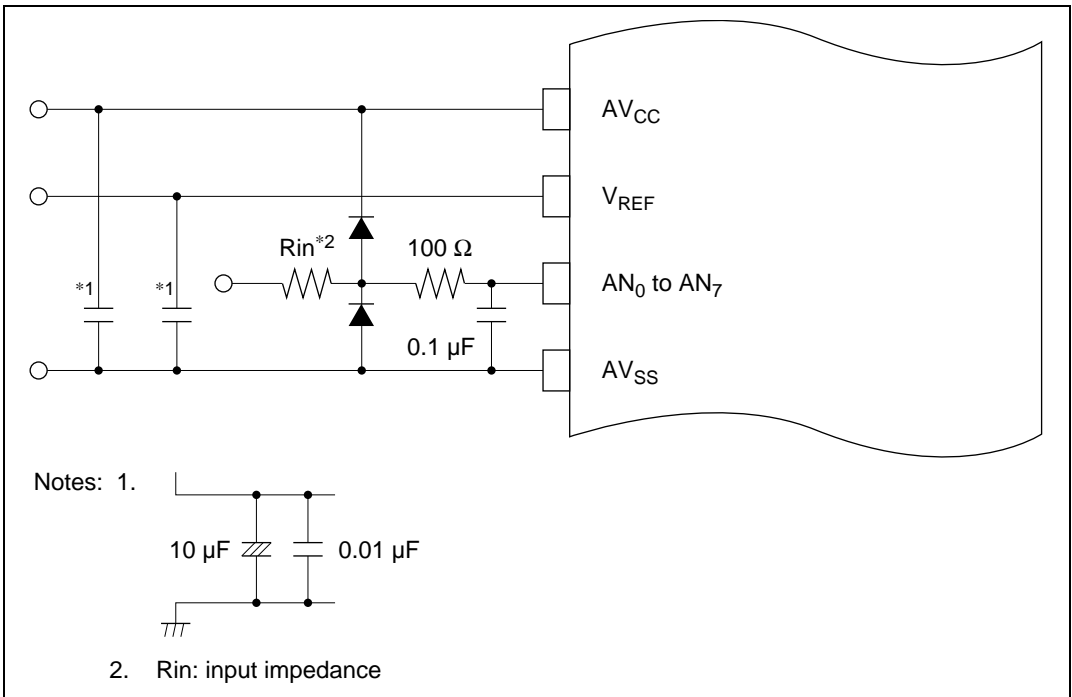 AVCC
VREF
Rin*2
100 Ω
AN0 to AN7
*1
*1
0.1 µF
AVSS
Notes: 1.
10 µF
0.01 µF
2. Rin: input impedance